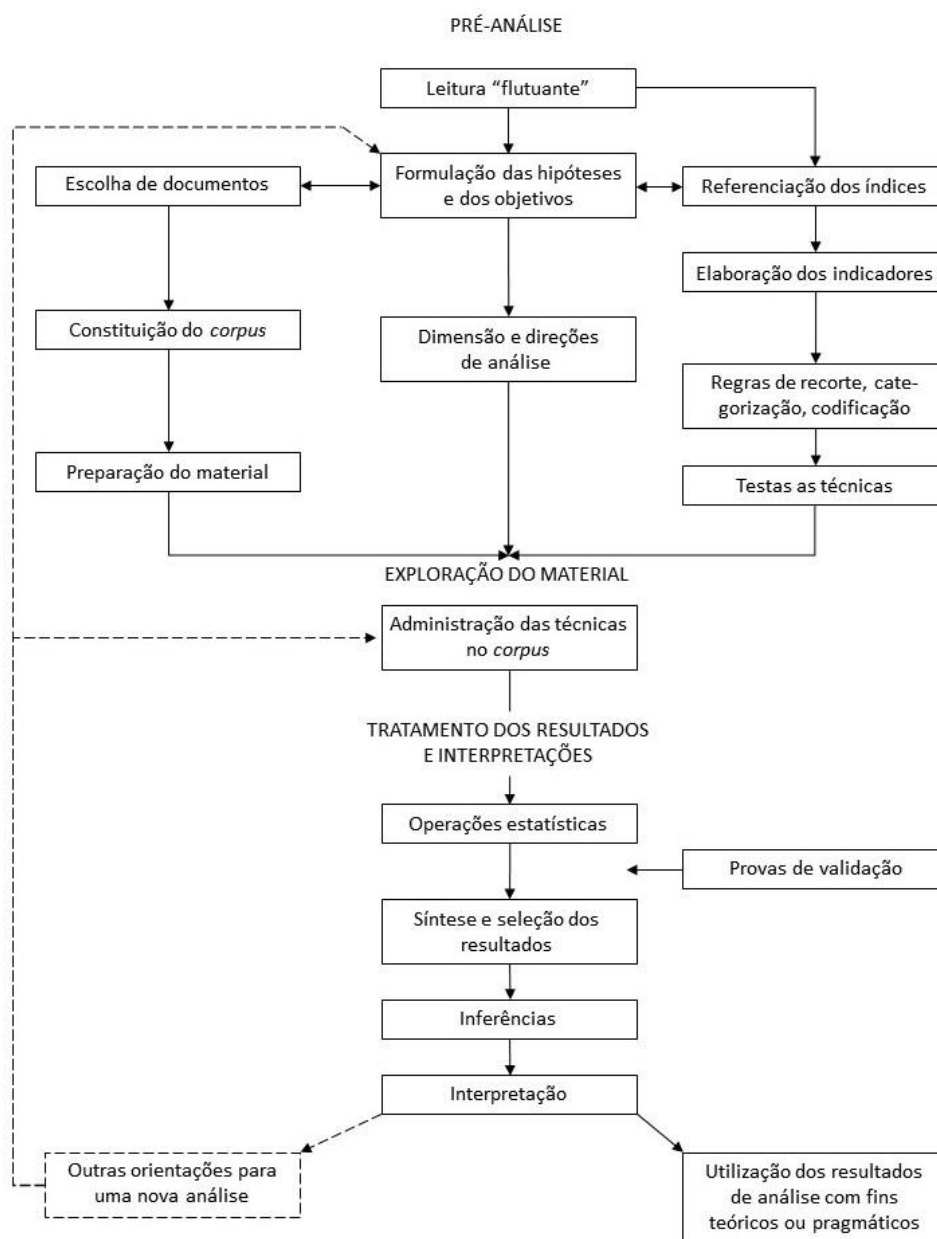 PRÉ-ANÁLISE
Leitura “flutuante”
Escolha de documentos
Formulação das hipóteses
e dos objetivos
Referenciação dos índices
Elaboração dos indicadores
Constituição do corpus
Dimensão e direções
de análise
Regras de recorte, cate-
gorização, codificação
Preparação do material
Testas as técnicas
EXPLORAÇÃO DO MATERIAL
Administração das técnicas
no corpus
TRATAMENTO DOS RESULTADOS
E INTERPRETAÇÕES
Operações estatísticas
Provas de validação
Síntese e seleção dos
resultados
Inferências
Interpretação
Outras orientações para
uma nova análise
Utilização dos resultados
de análise com fins
teóricos ou pragmáticos